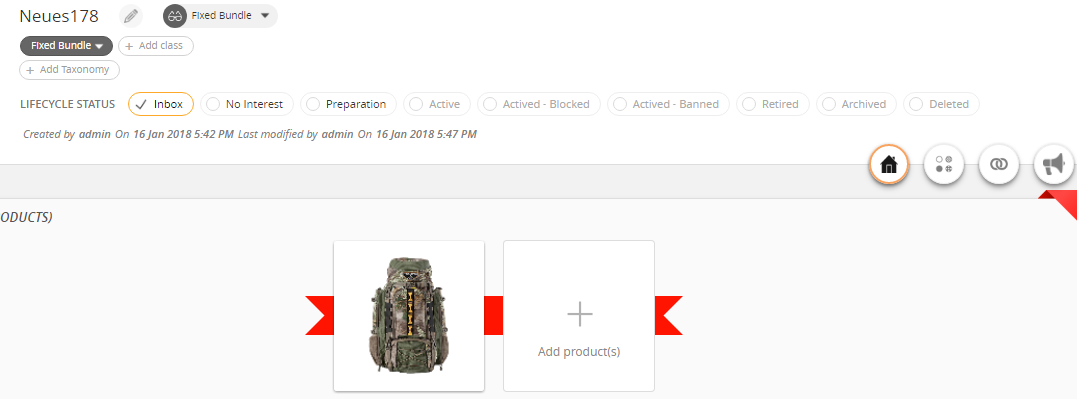 Neues178 Fixed Bundle
Fixed Bundle + Add class
+ Add Taxonomy
LIFECYCLE STATUS Inbox No Interest Preparation Active Actived - Blocked Actived - Banned Retired Archived Deleted
Created by admin On 16 Jan 2018 5:42 PM Last modified by admin On 16 Jan 2018 5:47 PM
ODUCTS)
Add product(s)